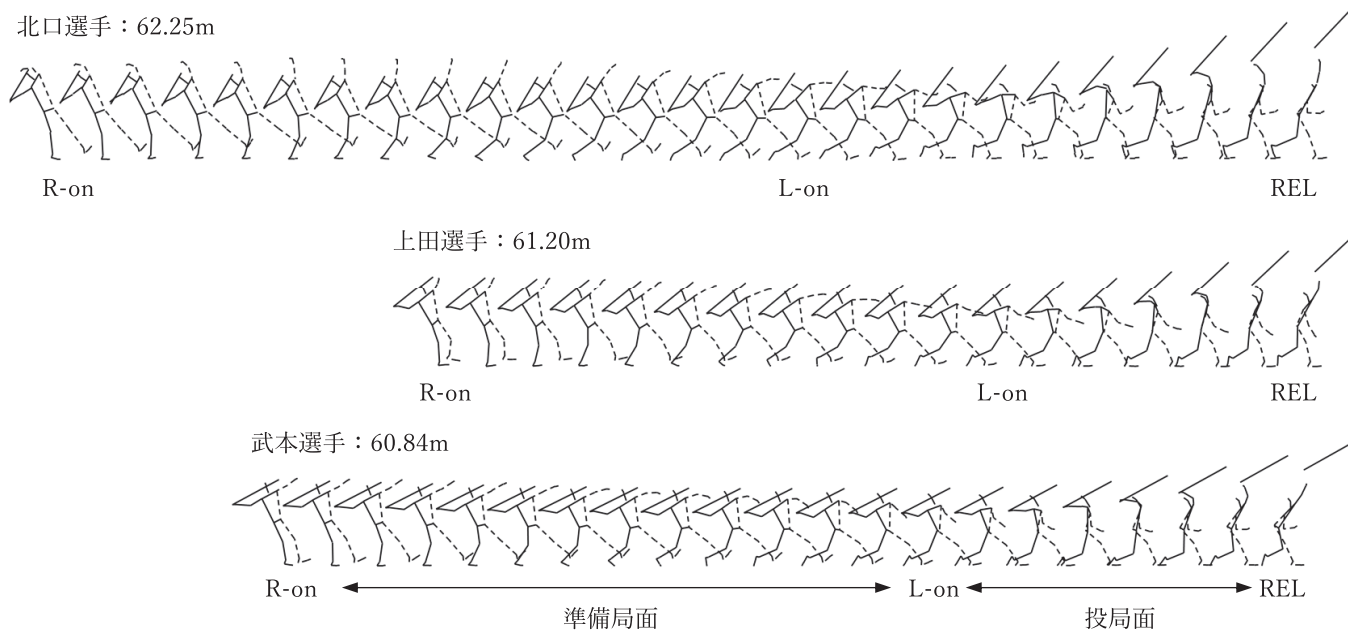 北口選手：62.25m
R-on L-on REL
上田選手：61.20m
R-on L-on REL
武本選手：60.84m
R-on L-on REL
準備局面 投局面